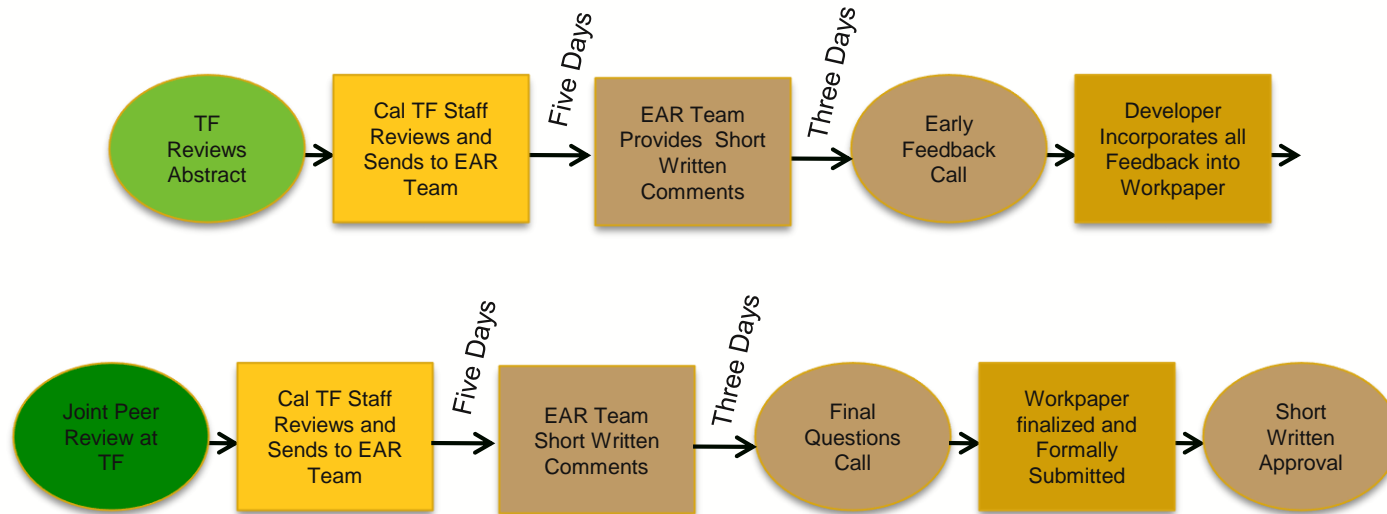 TF
Reviews
Abstract
Cal TF Staff
Reviews and
Sends to EAR
Team
Five Days
EAR Team
Provides Short
Written
Comments
Three Days
Early
Feedback
Call
Developer
Incorporates all
Feedback into
Workpaper
Joint Peer
Review at
TF
Cal TF Staff
Reviews and
Sends to EAR
Team
Five Days
EAR Team
Short Written
Comments
Three Days
Final
Questions
Call
Workpaper
finalized and
Formally
Submitted
Short
Written
Approval